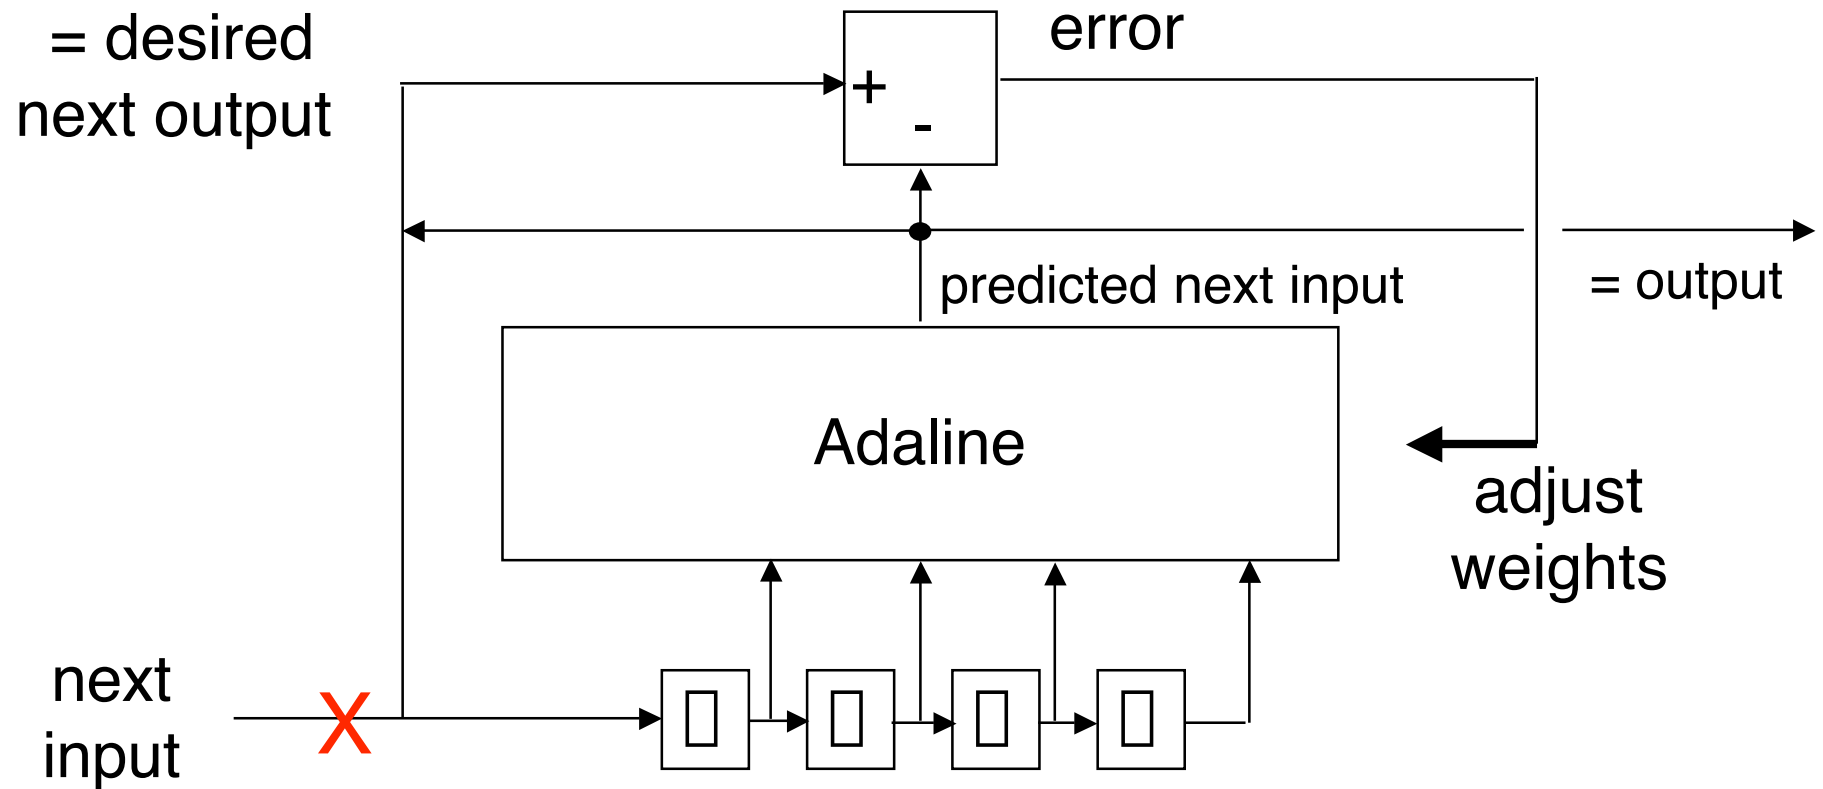 = desired
next output
error
+
-
predicted next input
= output
Adaline
adjust
weights
next
input
X